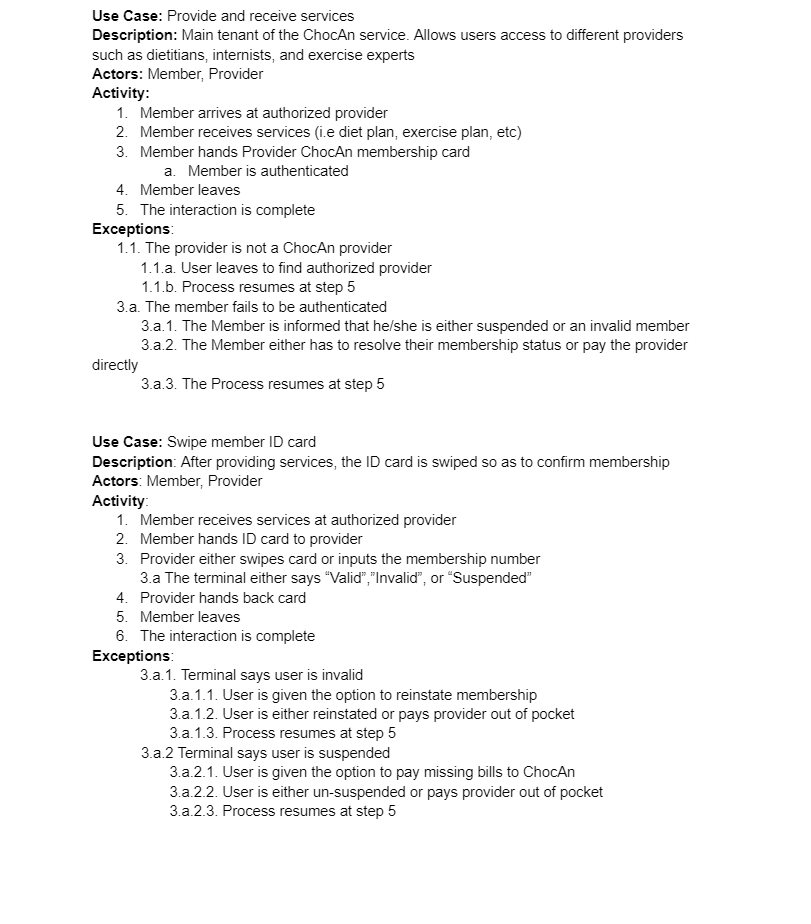 Use Case: Provide and receive services
Description: Main tenant of the ChocAn service. Allows users access to different providers
such as dietitians, internists, and exercise experts
Actors: Member, Provider
Activity:
1. Member arrives at authorized provider
2. Member receives services (i.e diet plan, exercise plan, etc)
3. Member hands Provider ChocAn membership card
a. Member is authenticated
4. Member leaves
5. The interaction is complete
Exceptions:
1.1. The provider is not a ChocAn provider
1.1.a. User leaves to find authorized provider
1.1.b. Process resumes at step 5
3.a. The member fails to be authenticated
3.a.1. The Member is informed that he/she is either suspended or an invalid member
3.a.2. The Member either has to resolve their membership status or pay the provider
directly
3.a.3. The Process resumes at step 5
Use Case: Swipe member ID card
Description: After providing services, the ID card is swiped so as to confirm membership
Actors: Member, Provider
Activity:
1. Member receives services at authorized provider
2. Member hands ID card to provider
3. Provider either swipes card or inputs the membership number
3.a The terminal either says “Valid”,”Invalid”, or “Suspended”
4. Provider hands back card
5. Member leaves
6. The interaction is complete
Exceptions:
3.a.1. Terminal says user is invalid
3.a.1.1. User is given the option to reinstate membership
3.a.1.2. User is either reinstated or pays provider out of pocket
3.a.1.3. Process resumes at step 5
3.a.2 Terminal says user is suspended
3.a.2.1. User is given the option to pay missing bills to ChocAn
3.a.2.2. User is either un-suspended or pays provider out of pocket
3.a.2.3. Process resumes at step 5